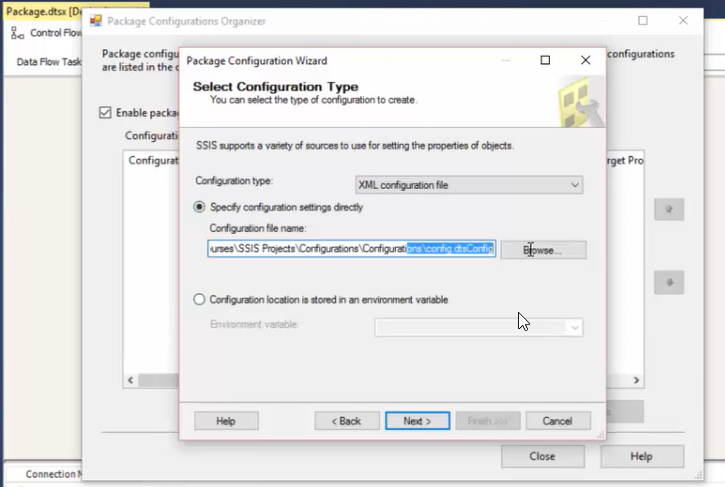 Package.dtsx [De
Package Configurations Organizer
Control Flow
Data Flow Task
Package configu
configurations
are listed in the c
Package Configuration Wizard
Select Configuration Type
You can select the type of configuration to create.
Enable packa
Configurati
Configurat
rget Pro
SSIS supports a variety of sources to use for setting the properties of objects.
Configuration type:
XML configuration file
Specify configuration settings directly
Configuration file name:
urses\SSIS Projects\Configurations\Configurations\config.dtsConfig
Browse...
Configuration location is stored in an environment variable
Environment variable:
Help
< Back
Next >
Finish >>|
Cancel
Close
Help
Connection M